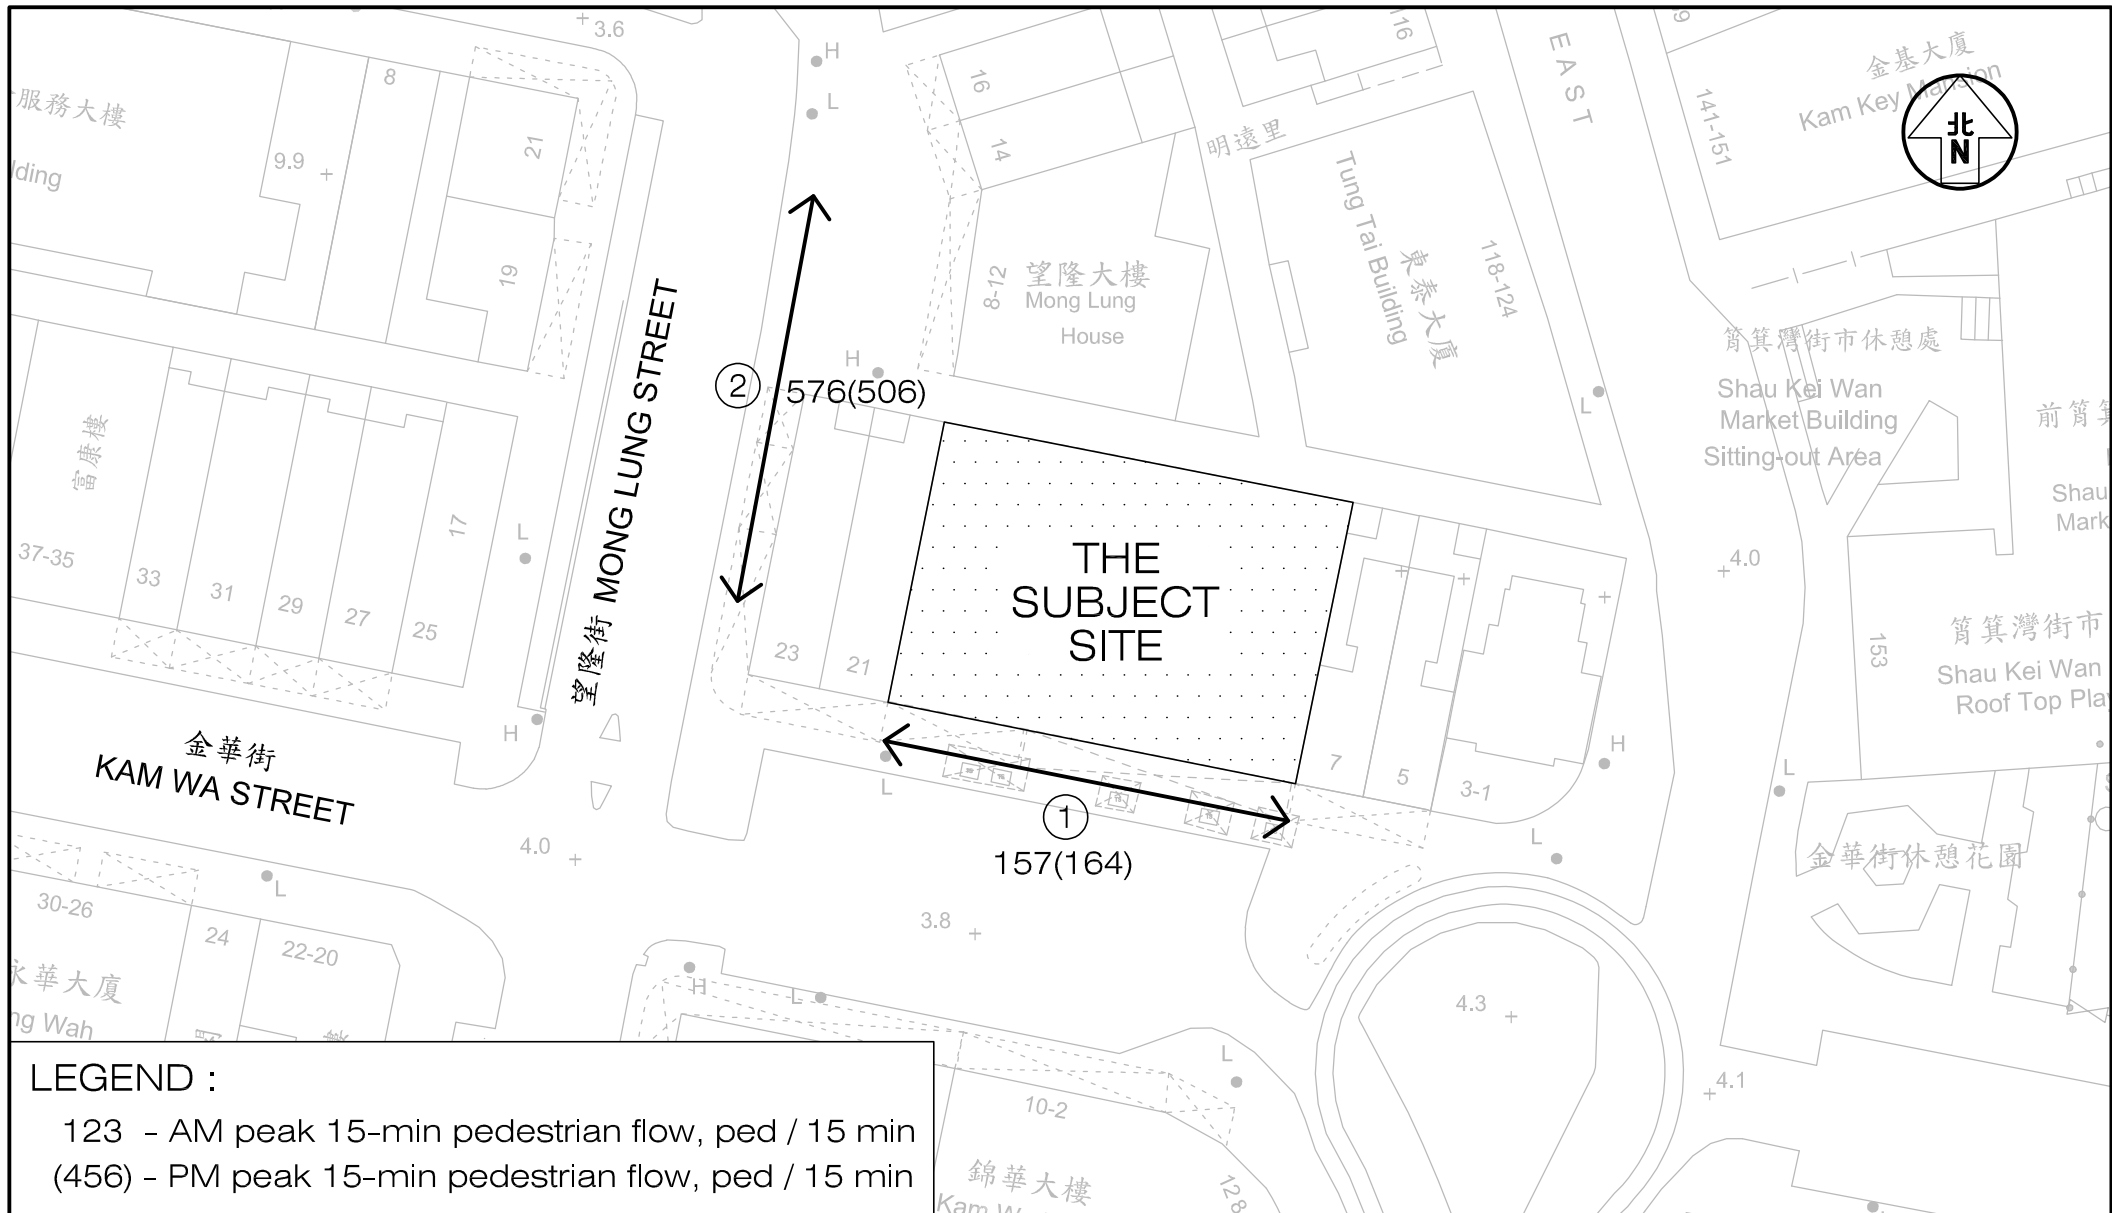 3.6
H
L
8
21
9.9
19
服務大樓
lding
16
14
116
EAST
明遠里
金基大廈
Kam Key Mansion
141-151
北
N
Tung Tai Building
東泰大廈
118-124
8-12
望隆大樓
Mong Lung
House
H
②
576(506)
望隆街 MONG LUNG STREET
筲箕灣街市休憩處
Shau Kei Wan
Market Building
Sitting-out Area
L
前筲箕
Shau
Mark
富康樓
37-35
33
31
29
27
25
17
L
23
21
THE
SUBJECT
SITE
4.0
153
筲箕灣街市
Shau Kei Wan
Roof Top Play
7
5
3-1
H
L
H
金華街
KAM WA STREET
L
①
157(164)
L
4.0
L
30-26
24
22-20
3.8
金華街休憩花園
永華大廈
ng Wah
H
L
4.3
L
4.1
10-2
錦華大樓
128
LEGEND :
123 - AM peak 15-min pedestrian flow, ped / 15 min
(456) - PM peak 15-min pedestrian flow, ped / 15 min